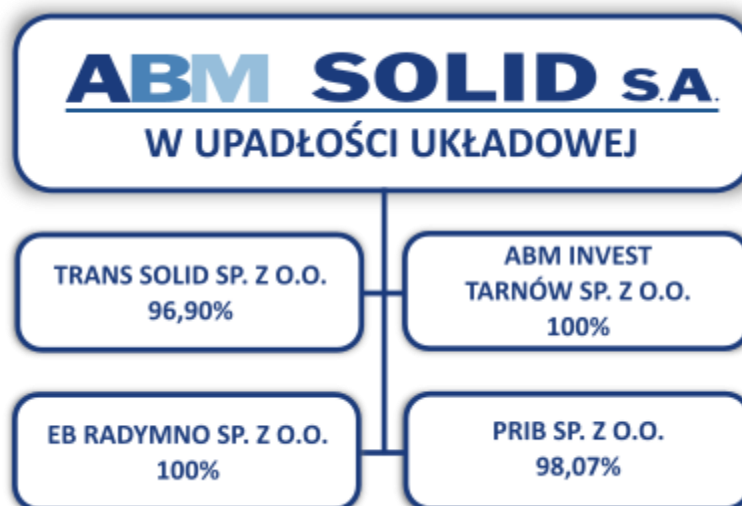 ABM SOLID S.A.
W UPADŁOŚCI UKŁADOWEJ
TRANS SOLID SP. Z O.O.
96,90%
ABM INVEST
TARNÓW SP. Z O.O.
100%
EB RADYMNO SP. Z O.O.
100%
PRIB SP. Z O.O.
98,07%